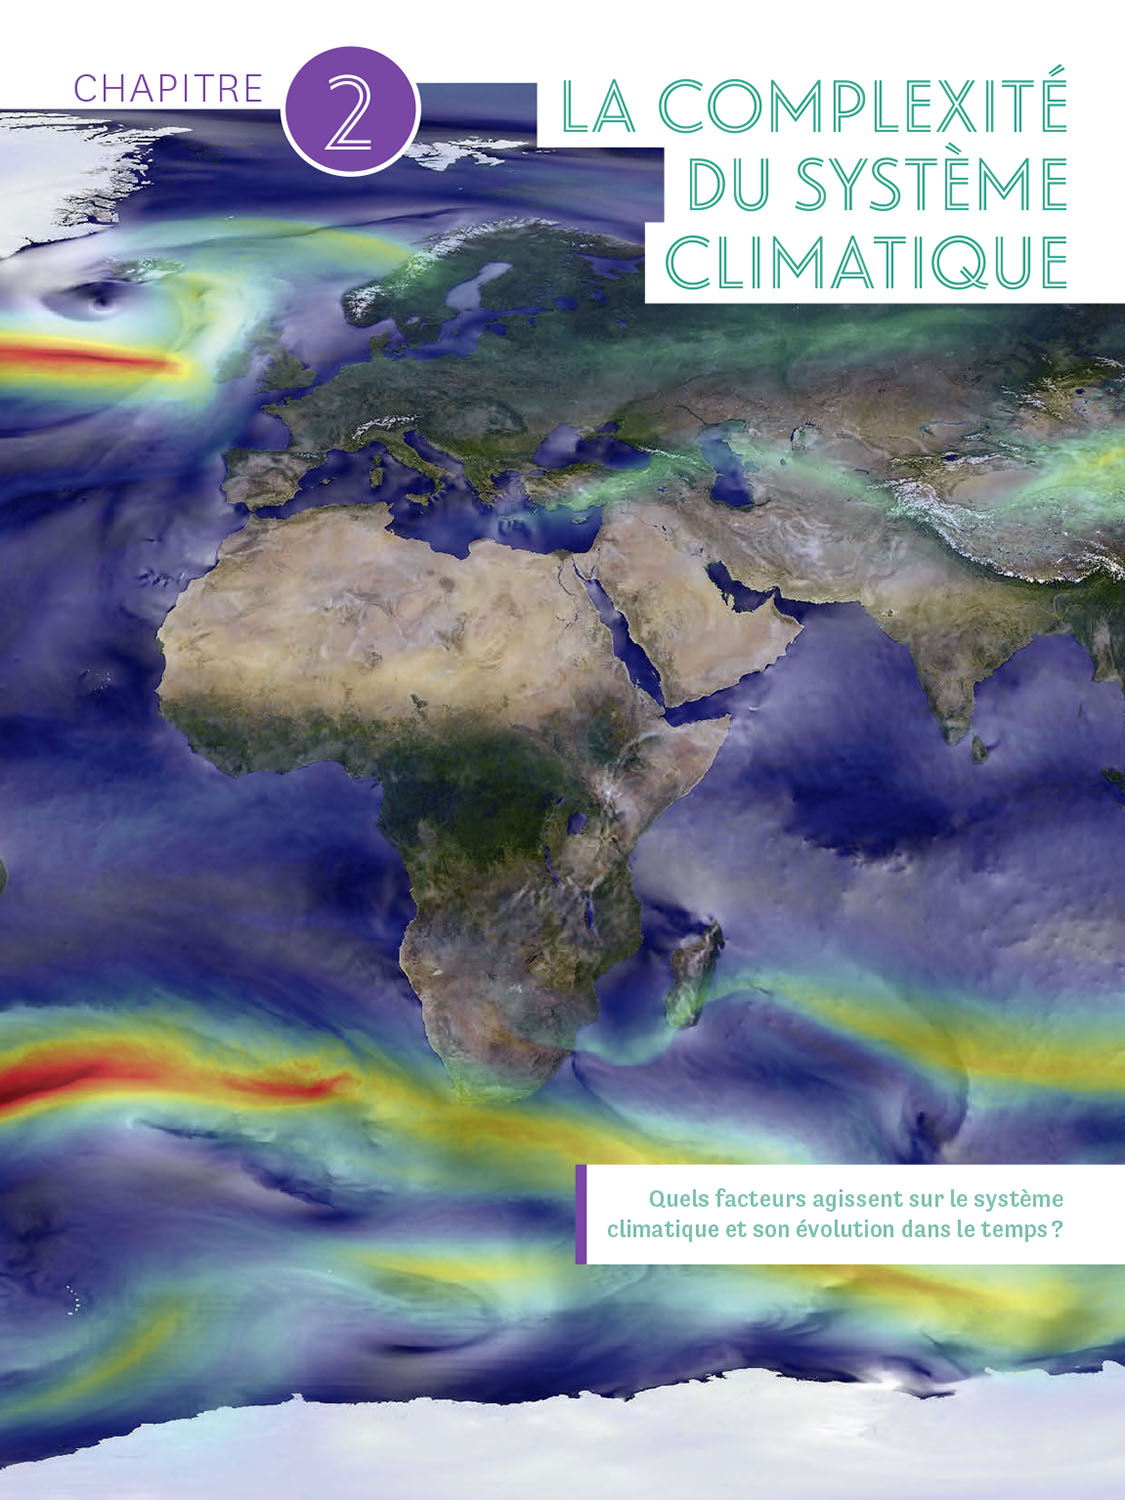 CHAPITRE 2
LA COMPLEXITÉ
DU SYSTÈME
CLIMATIQUE
Quels facteurs agissent sur le système
climatique et son évolution dans le temps ?